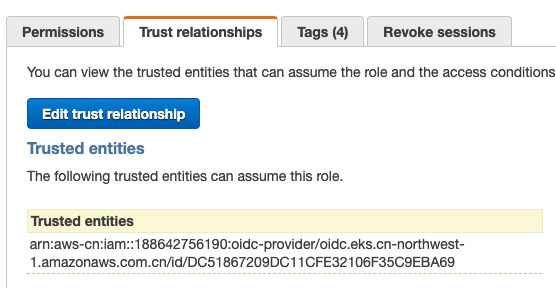 Permissions
Trust relationships
Tags (4)
Revoke sessions
You can view the trusted entities that can assume the role and the access conditions
Edit trust relationship
Trusted entities
The following trusted entities can assume this role.
Trusted entities
arn:aws-cn:iam::188642756190:oidc-provider/oidc.eks.cn-northwest-
1.amazonaws.com.cn/id/DC51867209DC11CFE32106F35C9EBA69